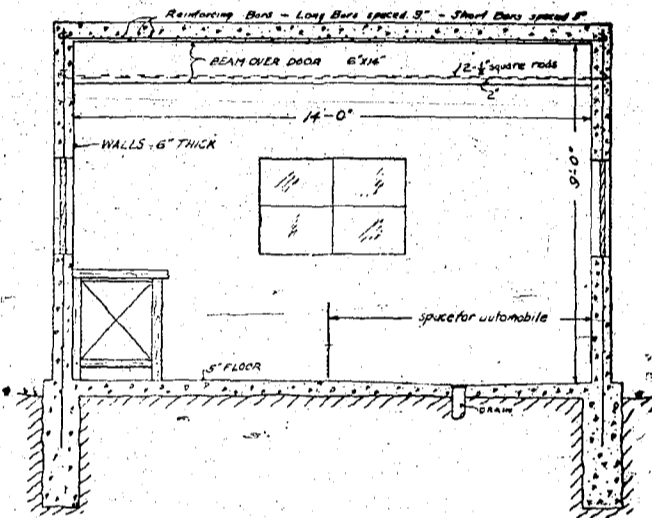 Reinforcing Bars - Long Bars spaced 9" - Short Bars spaced 8"
BEAM OVER DOOR 6"x14"
12-½" square rods
2"
14'-0"
WALLS - 6" THICK
9'-0"
space for automobile
5" FLOOR
DRAIN